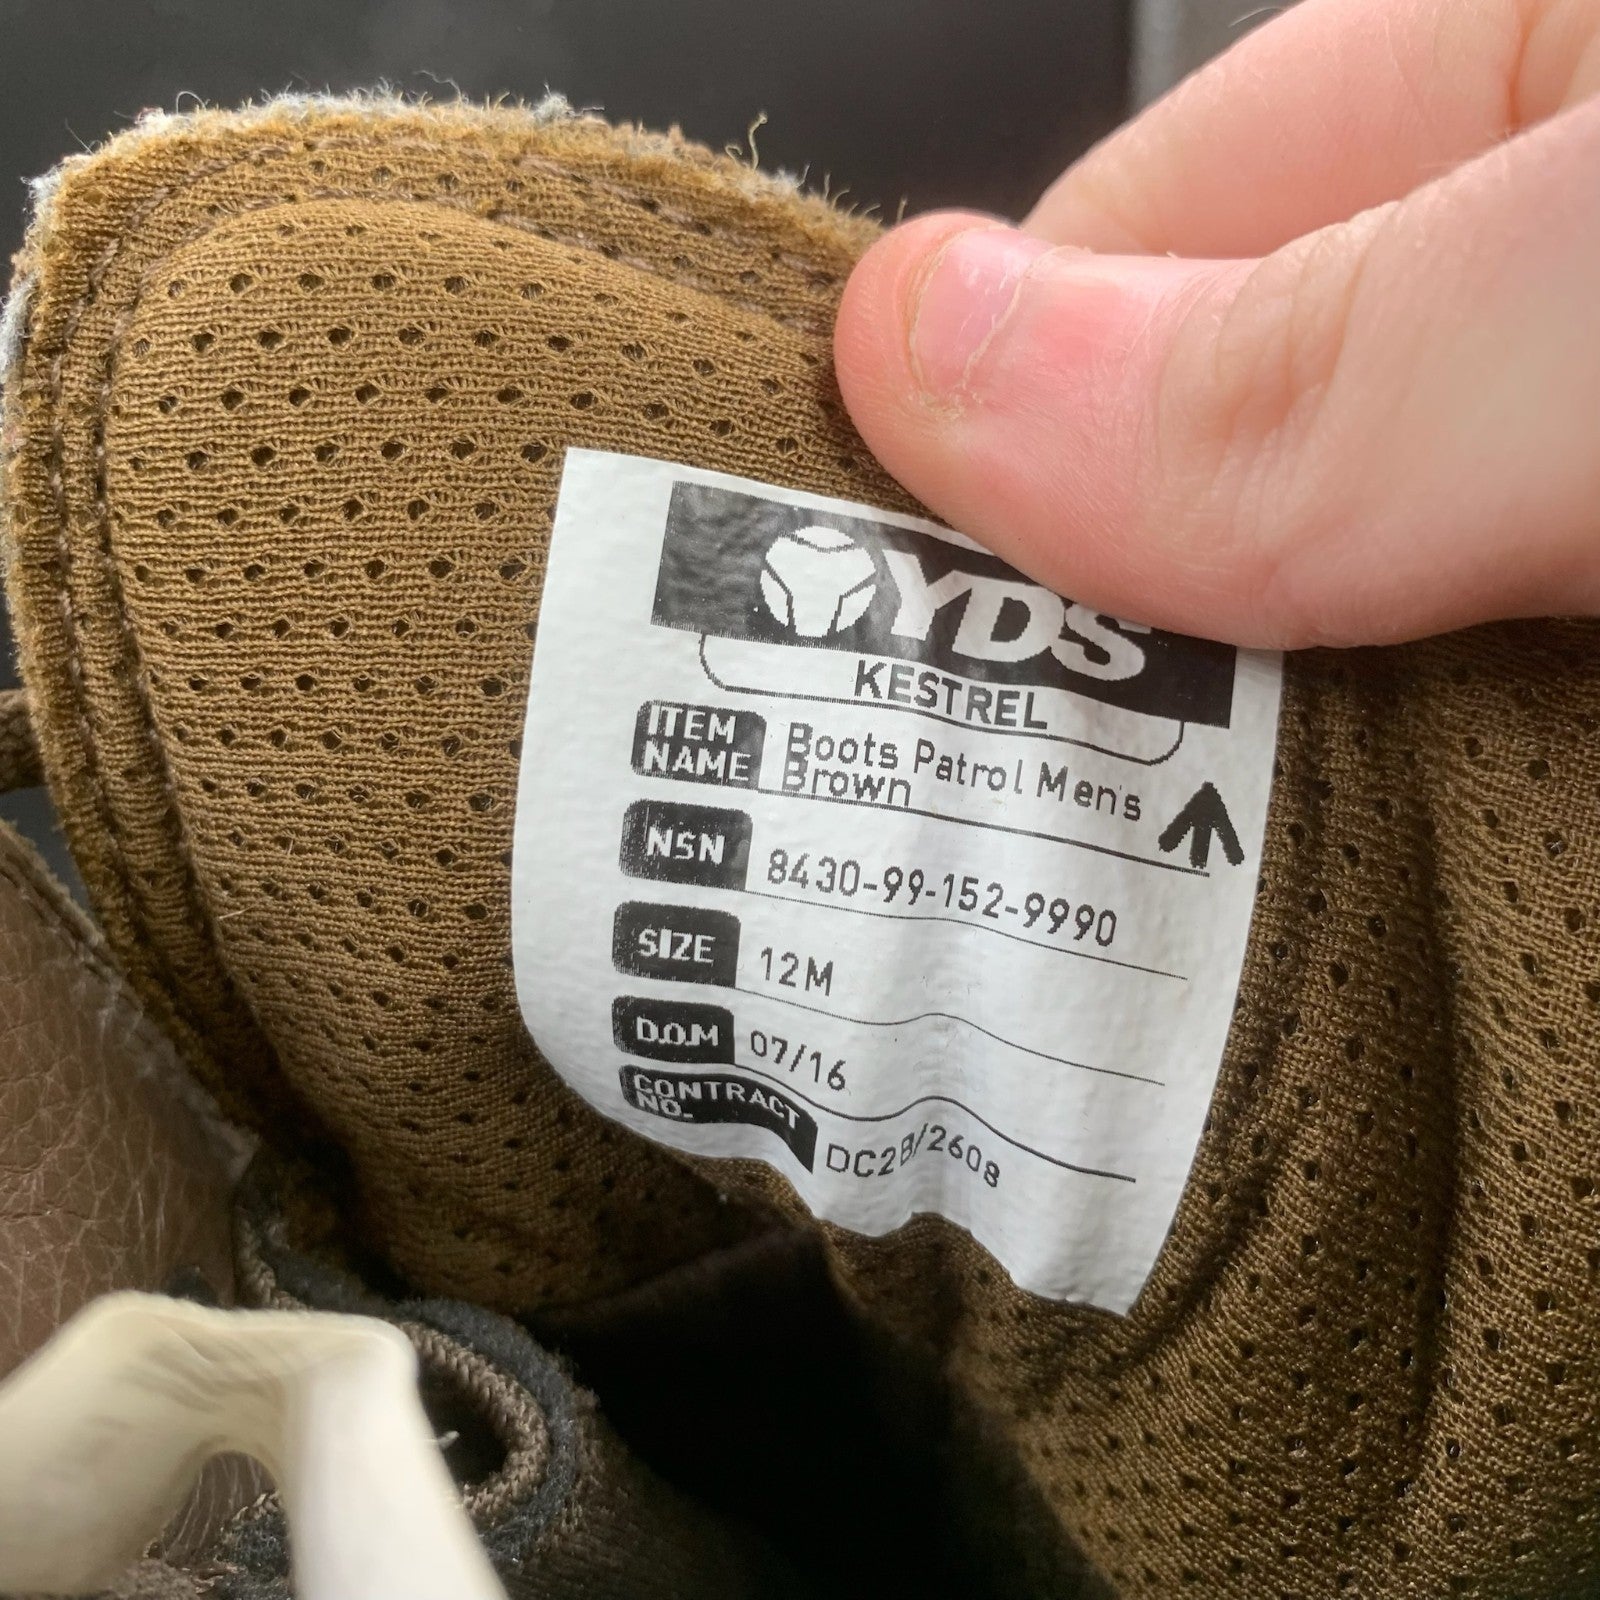 YDS
KESTREL
ITEM NAME Boots Patrol Men's
Brown
NSN 8430-99-152-9990
SIZE 12M
D.O.M 07/16
CONTRACT NO. DC2B/2608